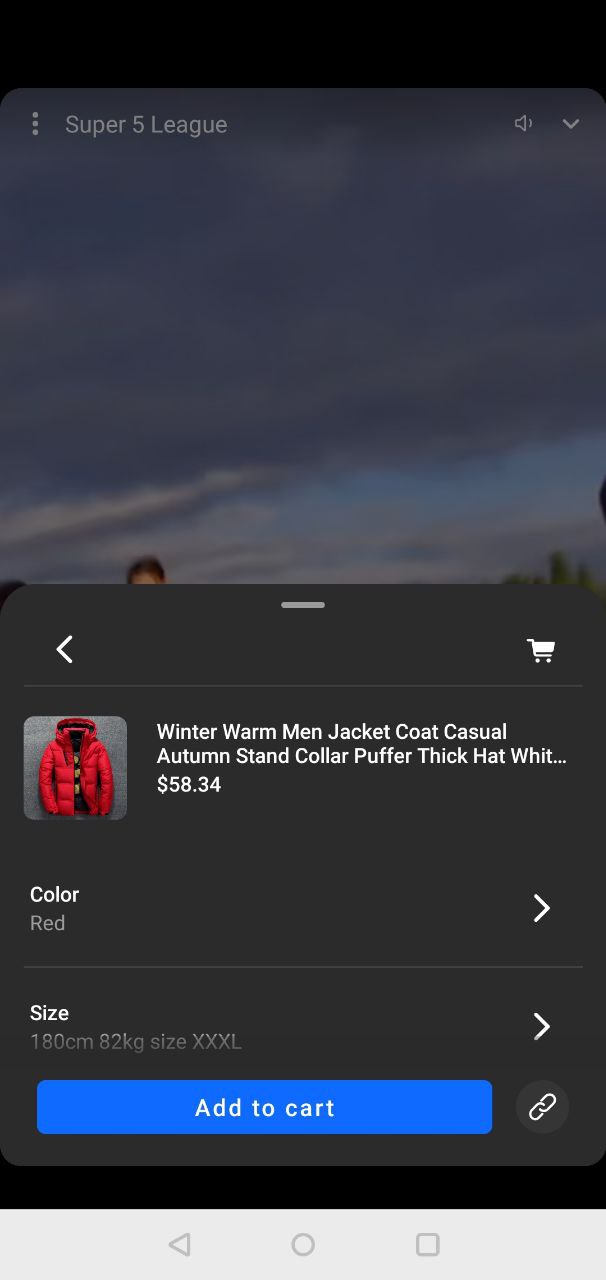 Super 5 League
Winter Warm Men Jacket Coat Casual
Autumn Stand Collar Puffer Thick Hat Whit...
$58.34
Color
Red
Size
180cm 82kg size XXXL
Add to cart